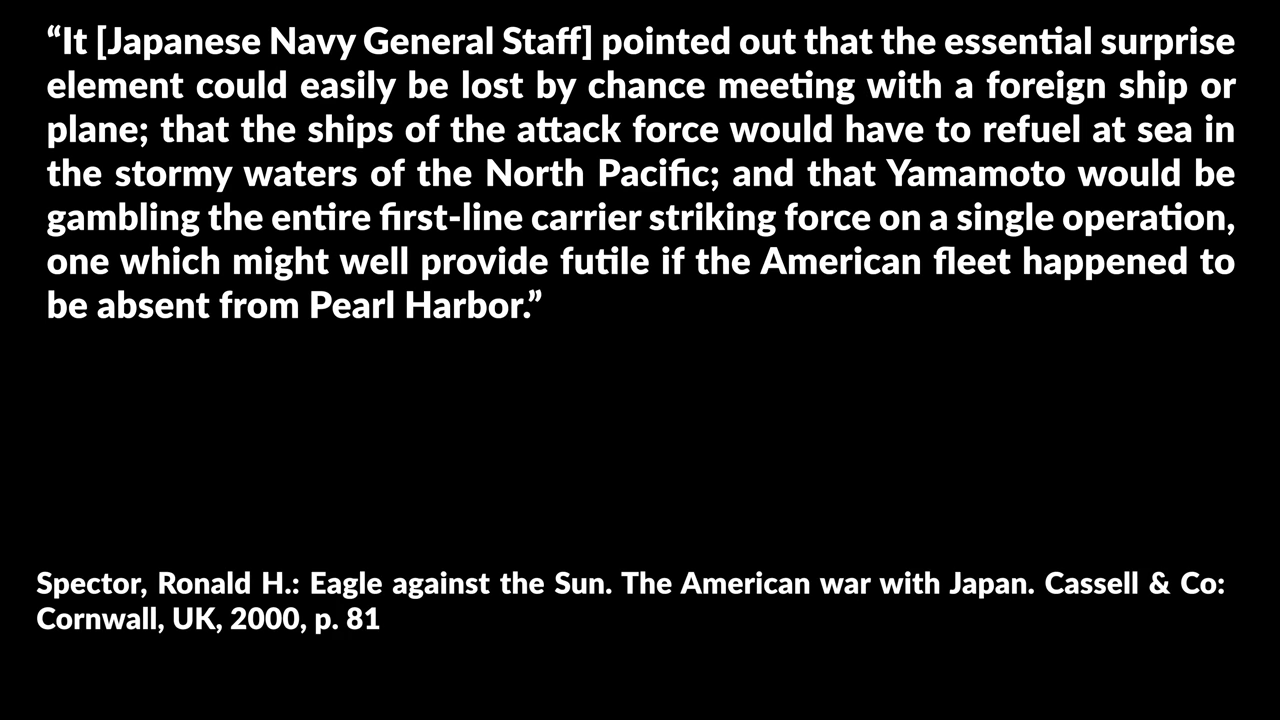 “It [Japanese Navy General Staff] pointed out that the essential surprise
element could easily be lost by chance meeting with a foreign ship or
plane; that the ships of the attack force would have to refuel at sea in
the stormy waters of the North Pacific; and that Yamamoto would be
gambling the entire first-line carrier striking force on a single operation,
one which might well provide futile if the American fleet happened to
be absent from Pearl Harbor.”
Spector, Ronald H.: Eagle against the Sun. The American war with Japan. Cassell & Co:
Cornwall, UK, 2000, p. 81